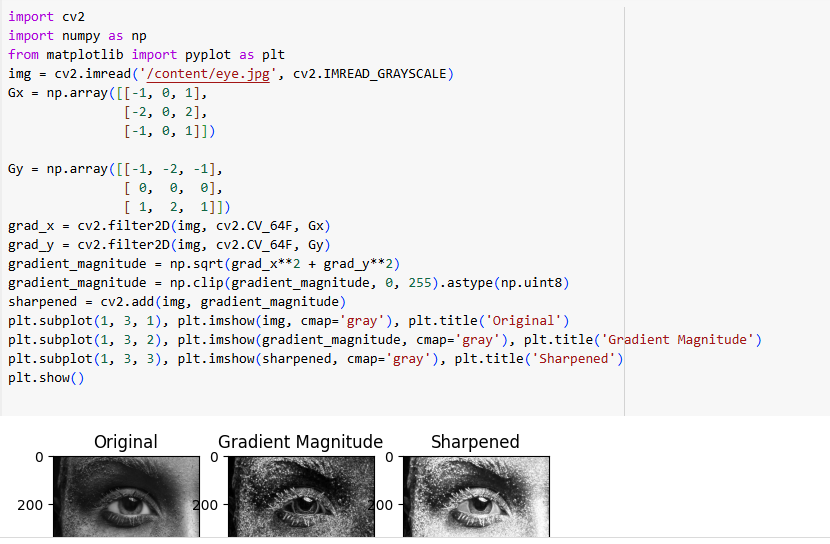 import cv2
import numpy as np
from matplotlib import pyplot as plt
img = cv2.imread('/content/eye.jpg', cv2.IMREAD_GRAYSCALE)
Gx = np.array([[-1, 0, 1],
               [-2, 0, 2],
               [-1, 0, 1]])

Gy = np.array([[-1, -2, -1],
               [ 0,  0,  0],
               [ 1,  2,  1]])
grad_x = cv2.filter2D(img, cv2.CV_64F, Gx)
grad_y = cv2.filter2D(img, cv2.CV_64F, Gy)
gradient_magnitude = np.sqrt(grad_x**2 + grad_y**2)
gradient_magnitude = np.clip(gradient_magnitude, 0, 255).astype(np.uint8)
sharpened = cv2.add(img, gradient_magnitude)
plt.subplot(1, 3, 1), plt.imshow(img, cmap='gray'), plt.title('Original')
plt.subplot(1, 3, 2), plt.imshow(gradient_magnitude, cmap='gray'), plt.title('Gradient Magnitude')
plt.subplot(1, 3, 3), plt.imshow(sharpened, cmap='gray'), plt.title('Sharpened')
plt.show()
Original Gradient Magnitude Sharpened
0 0 0
200 200 200